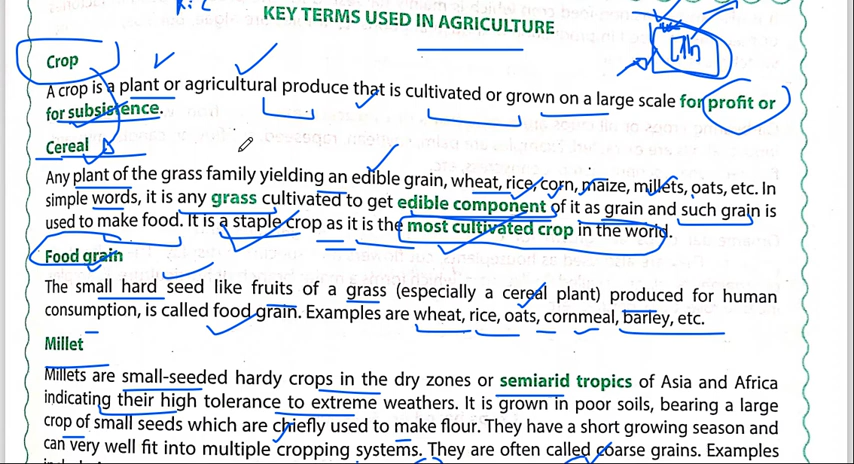 KEY TERMS USED IN AGRICULTURE
Crop
A crop is a plant or agricultural produce that is cultivated or grown on a large scale for profit or
for subsistence.
Cereal
Any plant of the grass family yielding an edible grain, wheat, rice, corn, maize, millets, oats, etc. In
simple words, it is any grass cultivated to get edible component of it as grain and such grain is
used to make food. It is a staple crop as it is the most cultivated crop in the world.
Food grain
The small hard seed like fruits of a grass (especially a cereal plant) produced for human
consumption, is called food grain. Examples are wheat, rice, oats, cornmeal, barley, etc.
Millet
Millets are small-seeded hardy crops in the dry zones or semiarid tropics of Asia and Africa
indicating their high tolerance to extreme weathers. It is grown in poor soils, bearing a large
crop of small seeds which are chiefly used to make flour. They have a short growing season and
can very well fit into multiple cropping systems. They are often called coarse grains. Examples